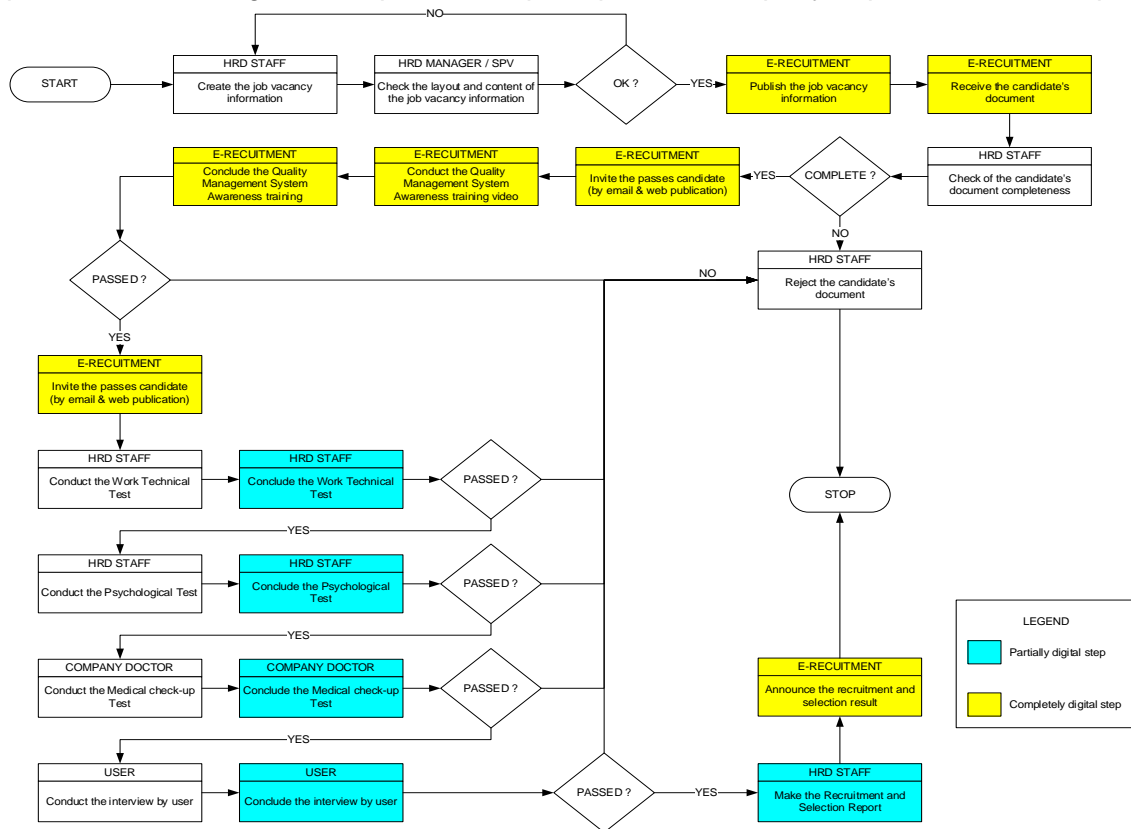 NO
START
HRD STAFF
Create the job vacancy
information
HRD MANAGER / SPV
Check the layout and content of
the job vacancy information
OK ?
YES
E-RECUITMENT
Publish the job vacancy
information
E-RECUITMENT
Receive the candidate's
document
E-RECUITMENT
Conclude the Quality
Management System
Awareness training
E-RECUITMENT
Conduct the Quality
Management System
Awareness training video
E-RECUITMENT
Invite the passes candidate
(by email & web publication)
YES
COMPLETE ?
HRD STAFF
Check of the candidate's
document completeness
NO
PASSED ?
NO
HRD STAFF
Reject the candidate's
document
YES
E-RECUITMENT
Invite the passes candidate
(by email & web publication)
HRD STAFF
Conduct the Work Technical
Test
HRD STAFF
Conclude the Work Technical
Test
PASSED ?
STOP
YES
HRD STAFF
Conduct the Psychological Test
HRD STAFF
Conclude the Psychological
Test
PASSED ?
YES
COMPANY DOCTOR
Conduct the Medical check-up
Test
COMPANY DOCTOR
Conclude the Medical check-up
Test
PASSED ?
E-RECUITMENT
Announce the recruitment and
selection result
LEGEND
Partially digital step
Completely digital step
YES
USER
Conduct the interview by user
USER
Conclude the interview by user
PASSED ?
YES
HRD STAFF
Make the Recruitment and
Selection Report